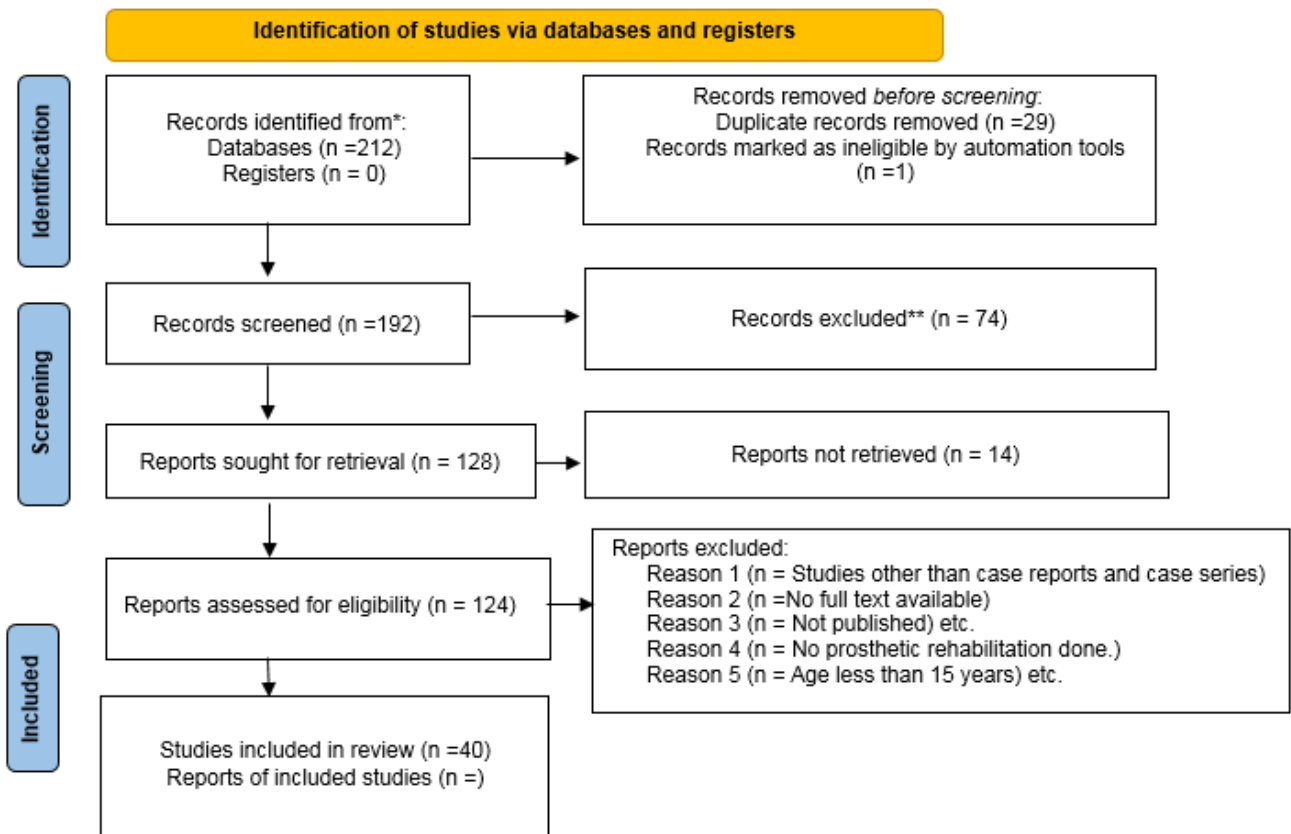 Identification of studies via databases and registers
Identification
Records identified from*:
Databases (n =212)
Registers (n = 0)
Records removed before screening:
Duplicate records removed (n =29)
Records marked as ineligible by automation tools
(n =1)
Screening
Records screened (n =192)
Records excluded** (n = 74)
Reports sought for retrieval (n = 128)
Reports not retrieved (n = 14)
Reports assessed for eligibility (n = 124)
Reports excluded:
Reason 1 (n = Studies other than case reports and case series)
Reason 2 (n =No full text available)
Reason 3 (n = Not published) etc.
Reason 4 (n = No prosthetic rehabilitation done.)
Reason 5 (n = Age less than 15 years) etc.
Included
Studies included in review (n =40)
Reports of included studies (n =)